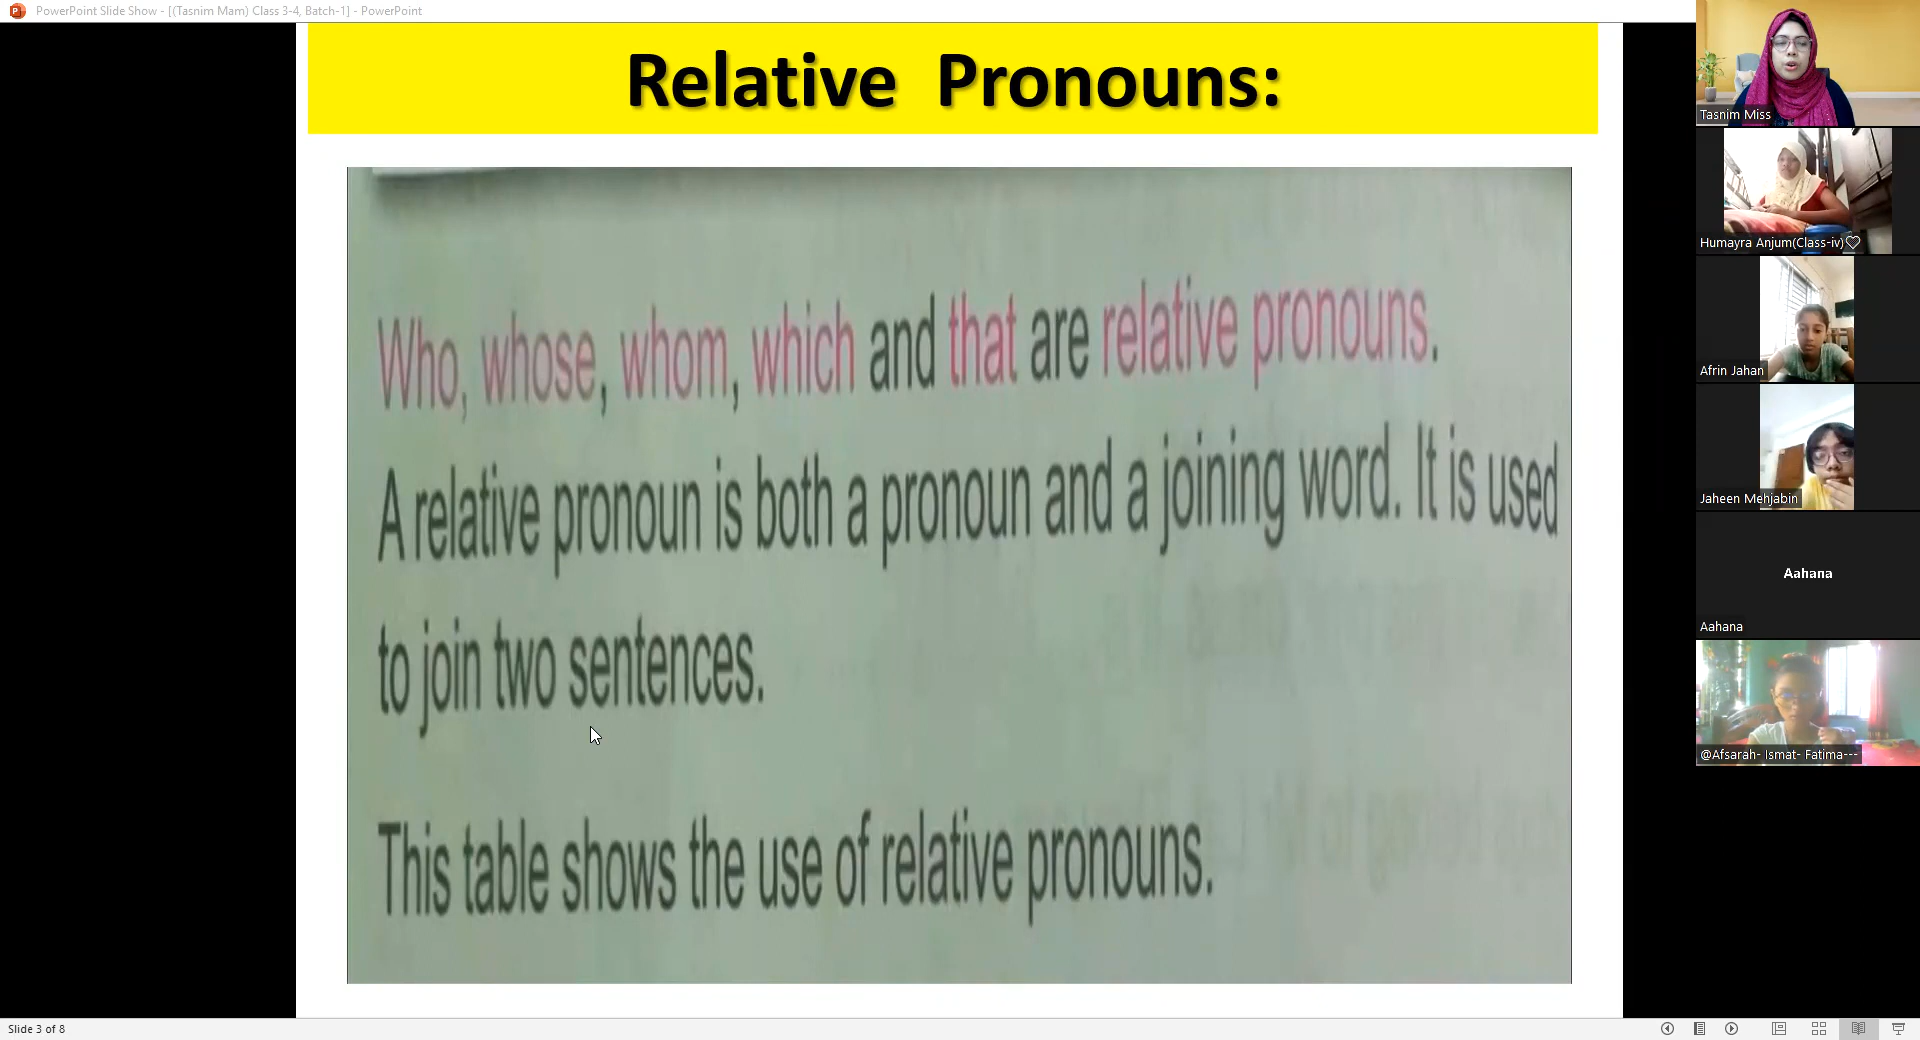 PowerPoint Slide Show - [(Tasnim Mam) Class 3-4, Batch-1] - PowerPoint
Relative Pronouns:
Who, whose, whom, which and that are relative pronouns.
A relative pronoun is both a pronoun and a joining word. It is used
to join two sentences.
This table shows the use of relative pronouns.
Tasnim Miss
Humayra Anjum(Class-iv)♡
Afrin Jahan
Jaheen Mehjabin
Aahana
Aahana
@Afsarah- Ismat- Fatima---
Slide 3 of 8